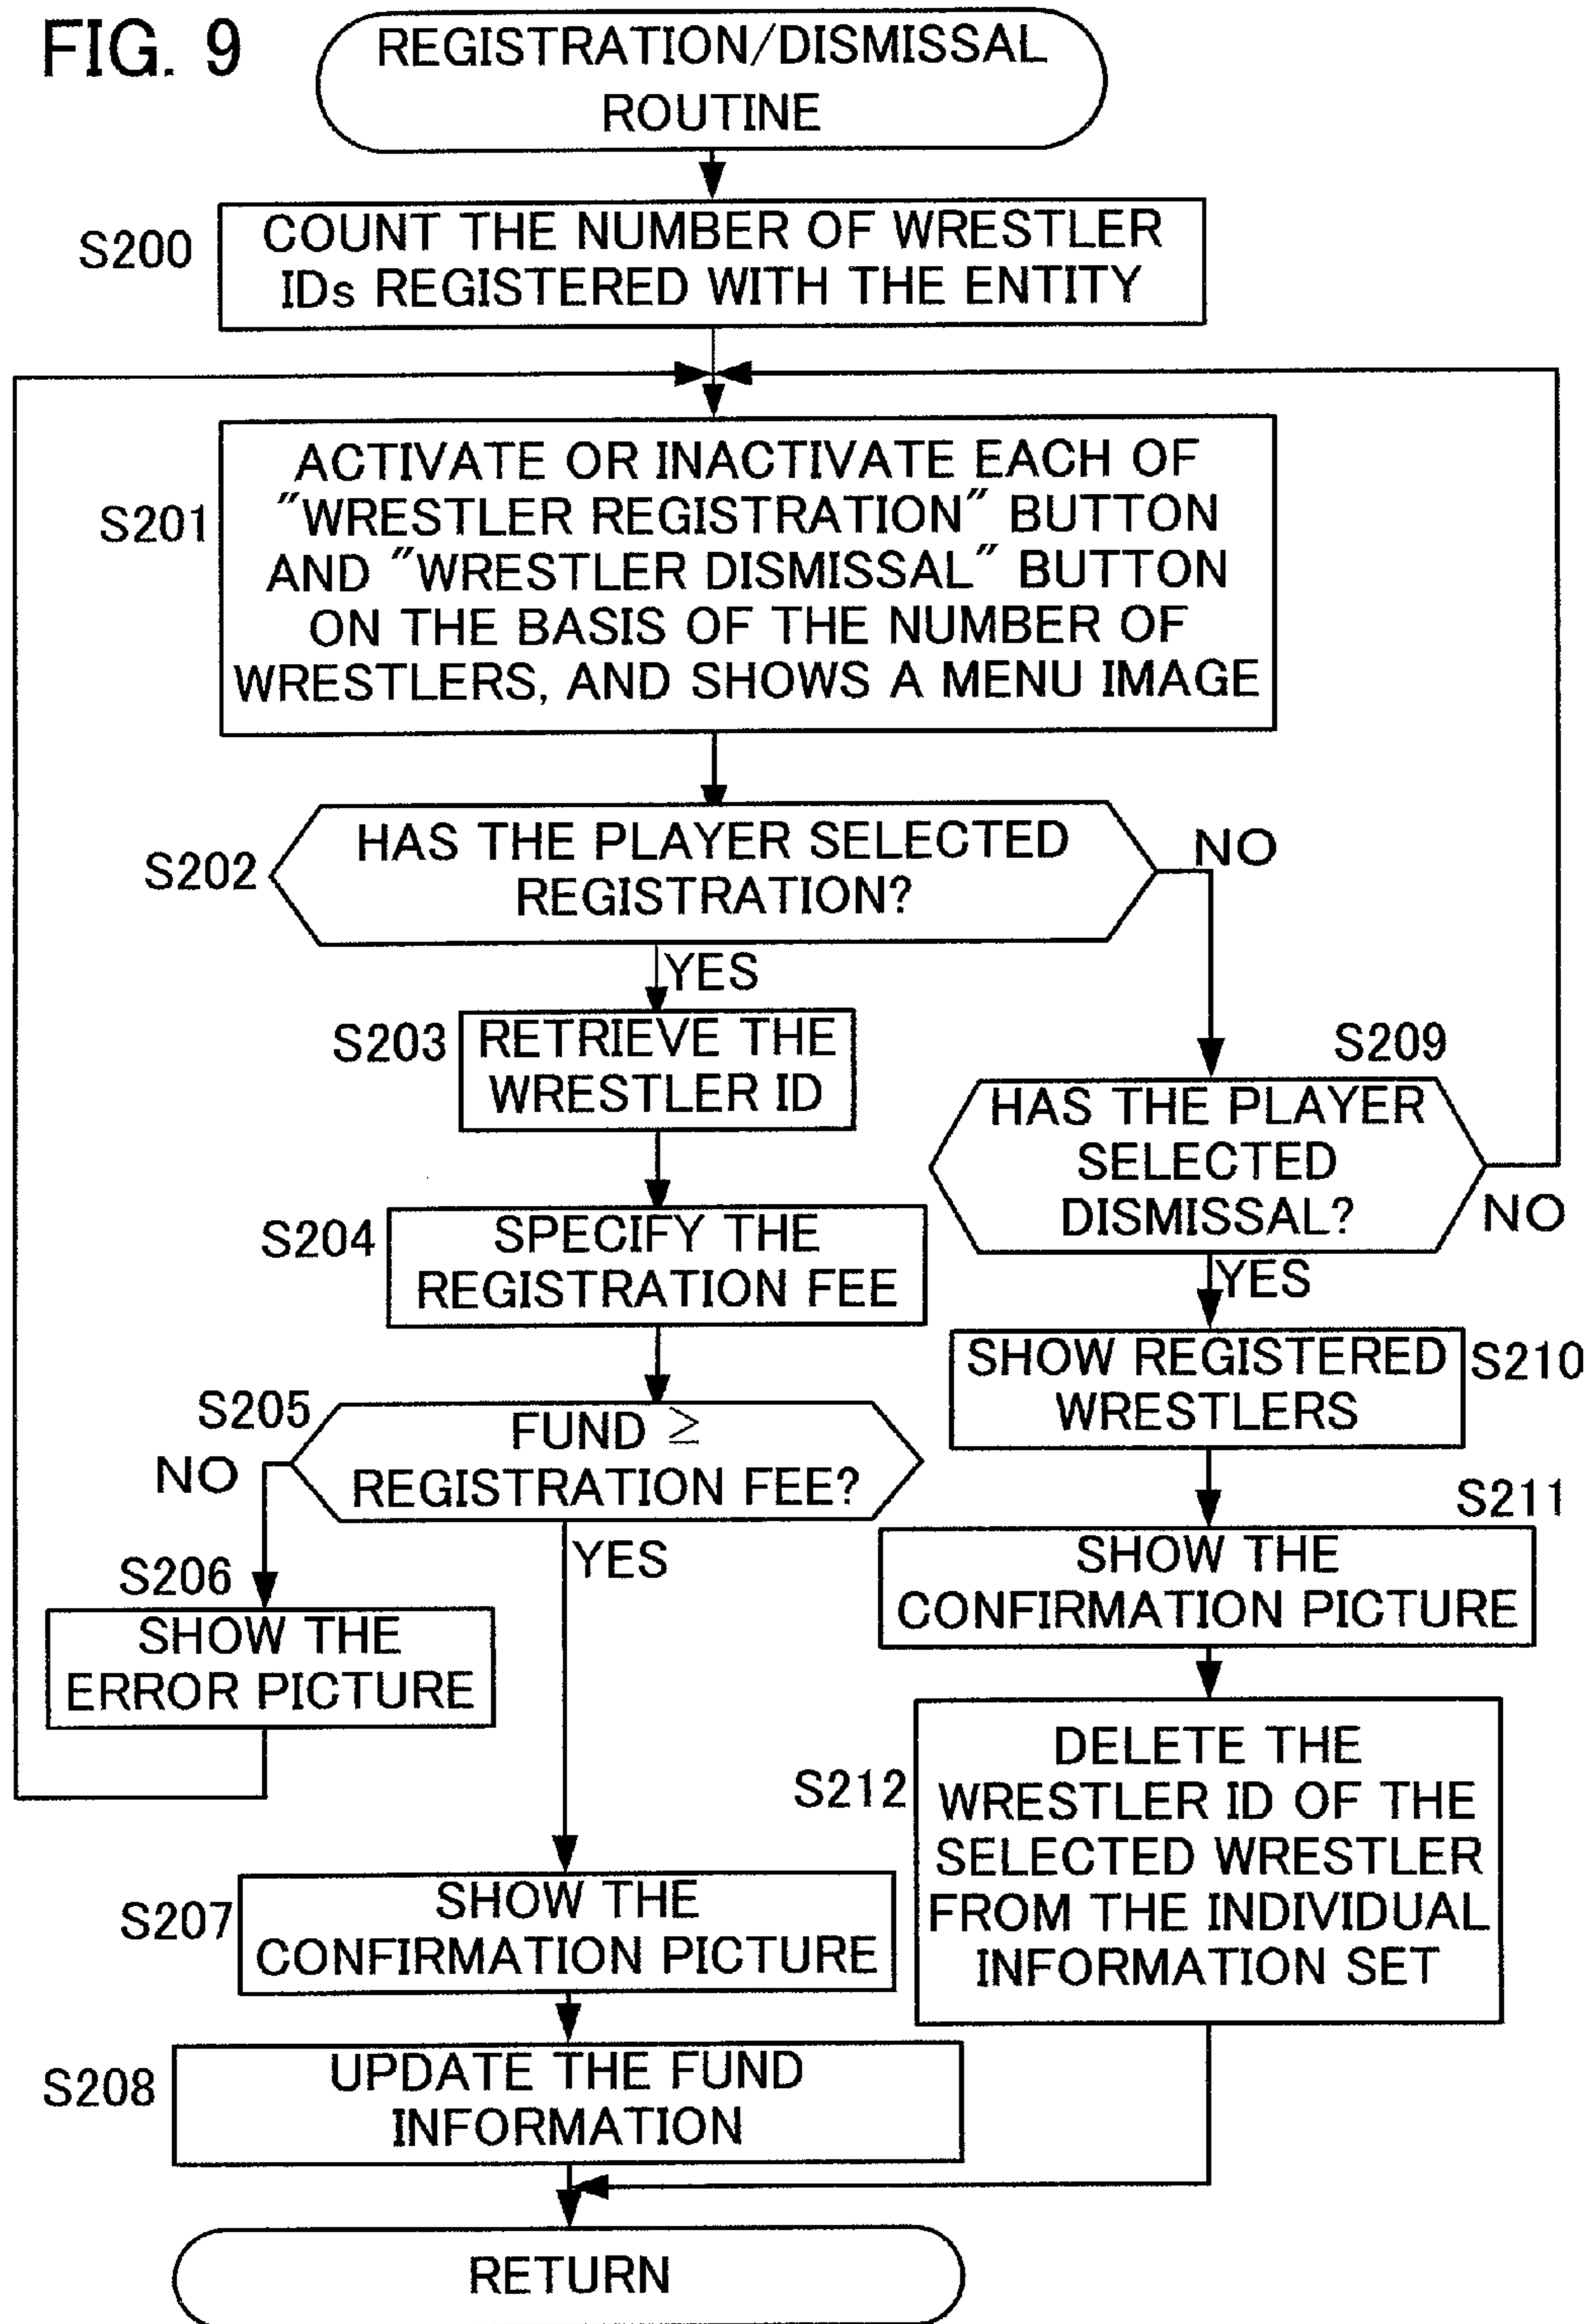 FIG. 9
REGISTRATION/DISMISSAL
ROUTINE
S200
COUNT THE NUMBER OF WRESTLER
IDs REGISTERED WITH THE ENTITY
S201
ACTIVATE OR INACTIVATE EACH OF
"WRESTLER REGISTRATION" BUTTON
AND "WRESTLER DISMISSAL" BUTTON
ON THE BASIS OF THE NUMBER OF
WRESTLERS, AND SHOWS A MENU IMAGE
S202
HAS THE PLAYER SELECTED
REGISTRATION?
NO
YES
S203
RETRIEVE THE
WRESTLER ID
S204
SPECIFY THE
REGISTRATION FEE
S205
FUND ≥
REGISTRATION FEE?
NO
YES
S206
SHOW THE
ERROR PICTURE
S207
SHOW THE
CONFIRMATION PICTURE
S208
UPDATE THE FUND
INFORMATION
S209
HAS THE PLAYER
SELECTED
DISMISSAL?
NO
YES
S210
SHOW REGISTERED
WRESTLERS
S211
SHOW THE
CONFIRMATION PICTURE
S212
DELETE THE
WRESTLER ID OF THE
SELECTED WRESTLER
FROM THE INDIVIDUAL
INFORMATION SET
RETURN